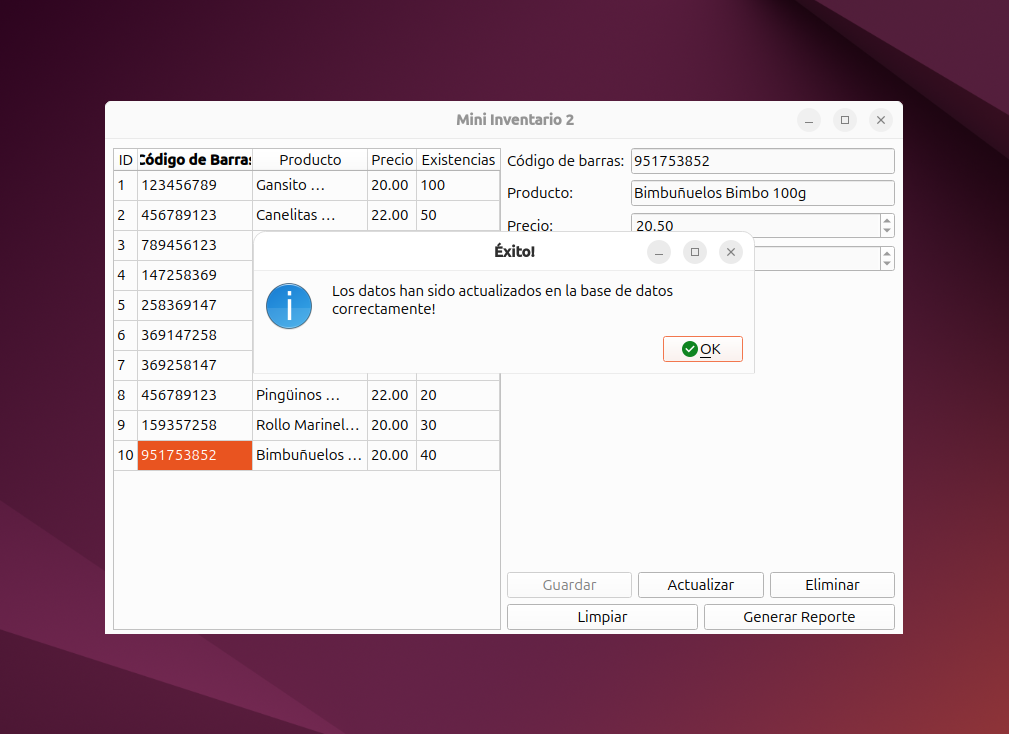 Mini Inventario 2
ID Código de Barras Producto Precio Existencias
1 123456789 Gansito ... 20.00 100
2 456789123 Canelitas ... 22.00 50
3 789456123
4 147258369
5 258369147
6 369147258
7 369258147
8 456789123 Pingüinos ... 22.00 20
9 159357258 Rollo Marinel... 20.00 30
10 951753852 Bimbuñuelos ... 20.00 40
Código de barras: 951753852
Producto: Bimbuñuelos Bimbo 100g
Precio: 20.50
Éxito!
Los datos han sido actualizados en la base de datos
correctamente!
OK
Guardar Actualizar Eliminar
Limpiar Generar Reporte